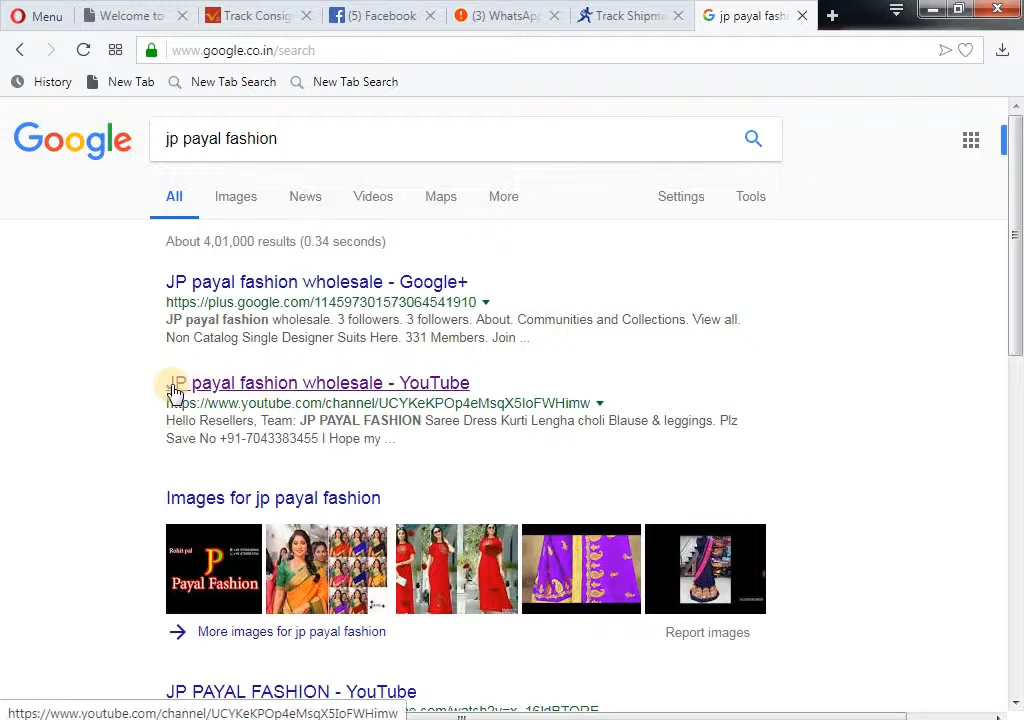 Menu
Welcome to
Track Consig
(5) Facebook
(3) WhatsApp
Track Shipme
jp payal fash
www.google.co.in/search
History
New Tab
New Tab Search
New Tab Search
Google
jp payal fashion
All
Images
News
Videos
Maps
More
Settings
Tools
About 4,01,000 results (0.34 seconds)
JP payal fashion wholesale - Google+
https://plus.google.com/114597301573064541910
JP payal fashion wholesale. 3 followers. 3 followers. About. Communities and Collections. View all.
Non Catalog Single Designer Suits Here. 331 Members. Join ...
JP payal fashion wholesale - YouTube
https://www.youtube.com/channel/UCYKeKPOp4eMsqX5IoFWHimw
Hello Resellers, Team: JP PAYAL FASHION Saree Dress Kurti Lengha choli Blause & leggings. Plz
Save No +91-7043383455 I Hope my ...
Images for jp payal fashion
Rohit pal
P
Payal Fashion
More images for jp payal fashion
Report images
JP PAYAL FASHION - YouTube
https://www.youtube.com/channel/UCYKeKPOp4eMsqX5IoFWHimw